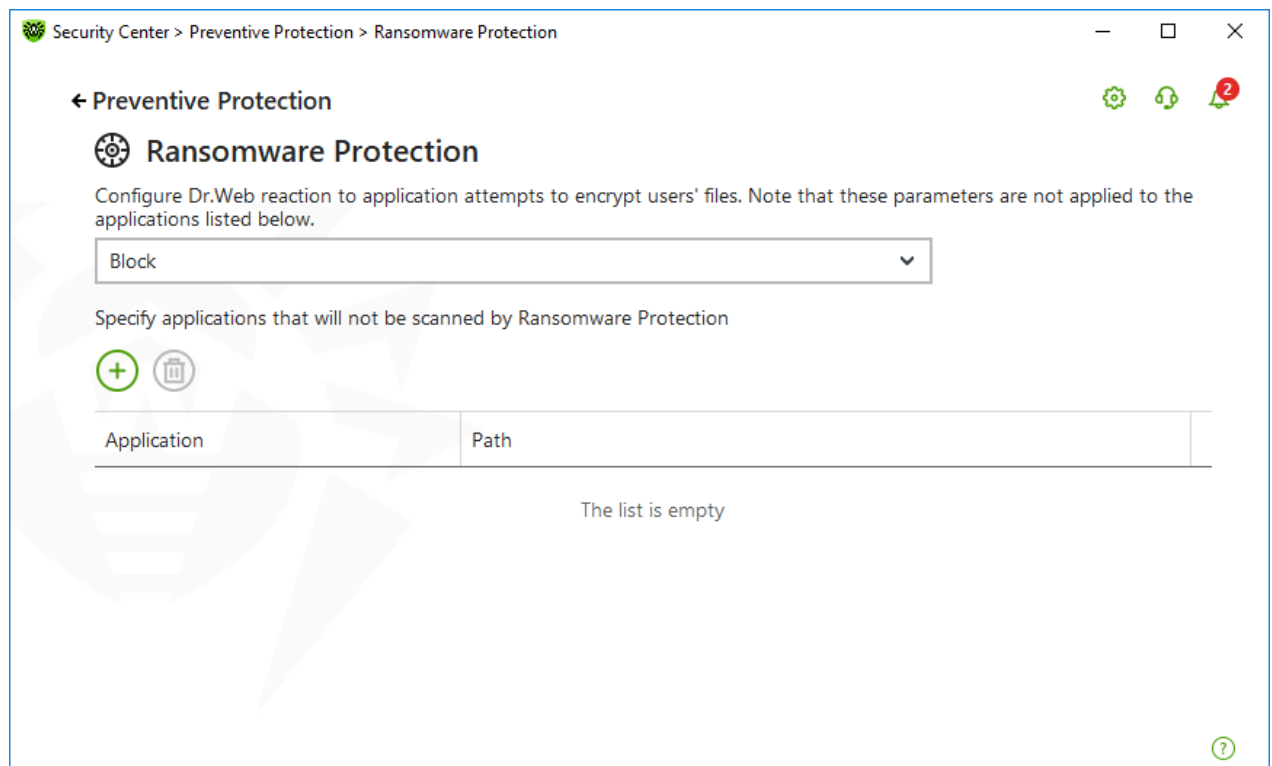 Security Center > Preventive Protection > Ransomware Protection
Preventive Protection
2
Ransomware Protection
Configure Dr.Web reaction to application attempts to encrypt users' files. Note that these parameters are not applied to the
applications listed below.
Block
Specify applications that will not be scanned by Ransomware Protection
Application
Path
The list is empty
?